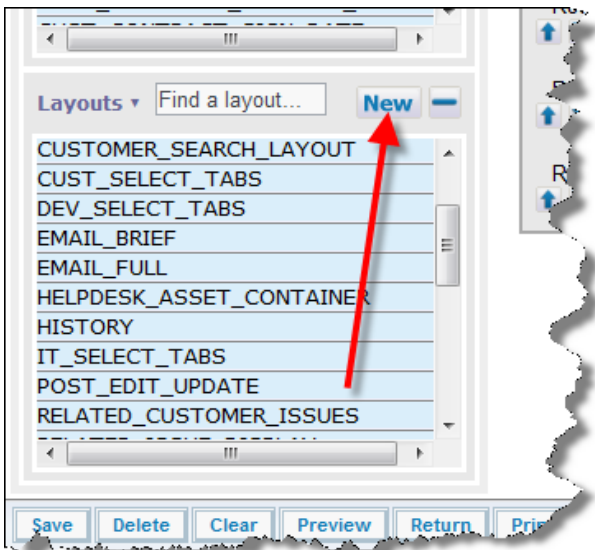 Layouts ▾ Find a layout... New
CUSTOMER_SEARCH_LAYOUT
CUST_SELECT_TABS
DEV_SELECT_TABS
EMAIL_BRIEF
EMAIL_FULL
HELPDESK_ASSET_CONTAINER
HISTORY
IT_SELECT_TABS
POST_EDIT_UPDATE
RELATED_CUSTOMER_ISSUES
Save Delete Clear Preview Return